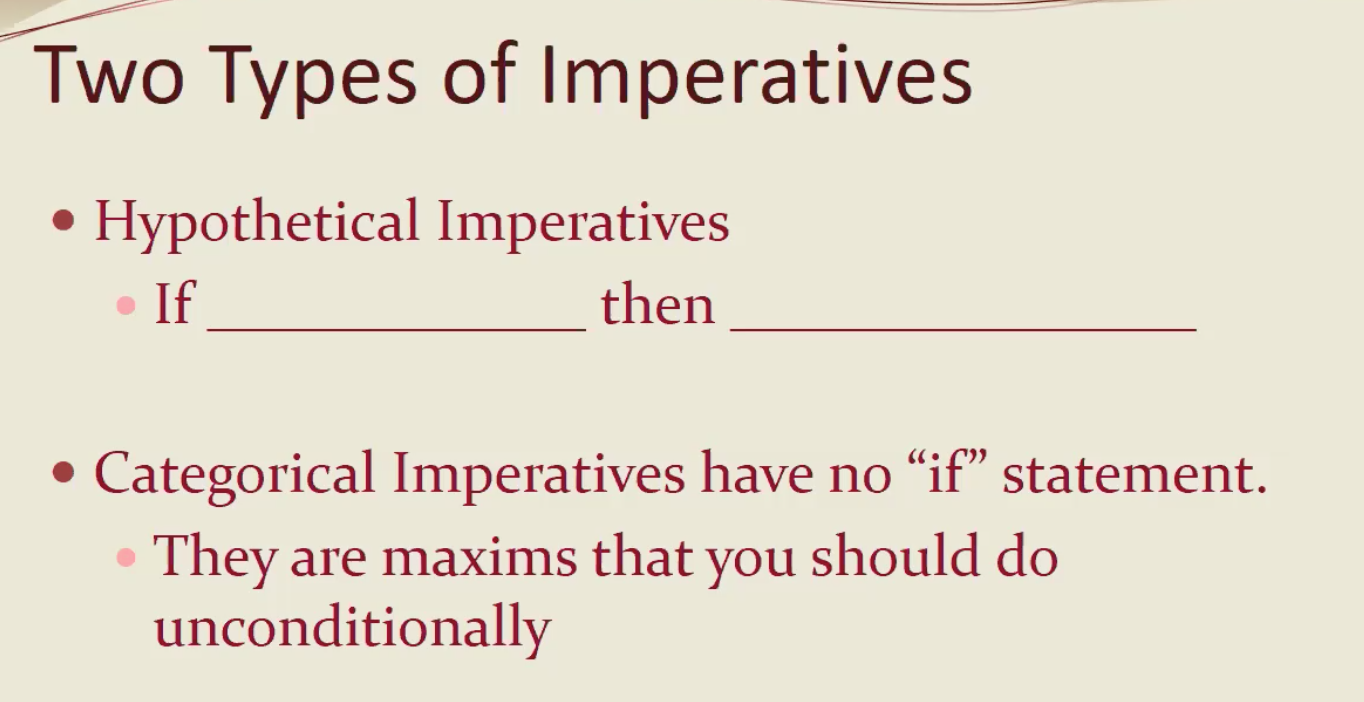 Two Types of Imperatives
• Hypothetical Imperatives
• If ______________ then _________________
• Categorical Imperatives have no “if” statement.
• They are maxims that you should do
unconditionally